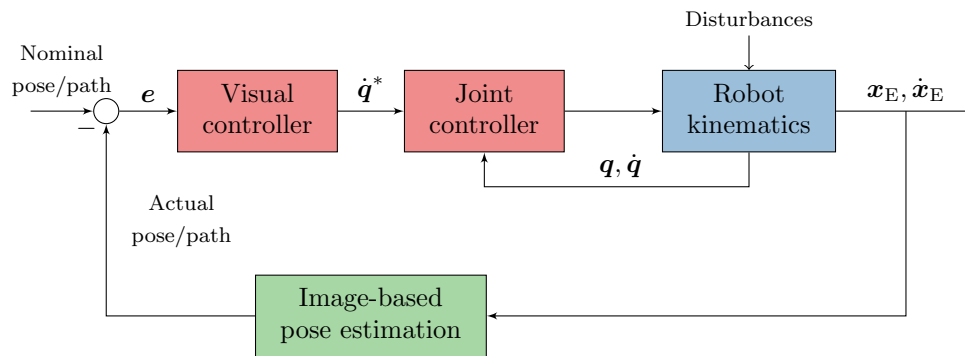 Disturbances
Nominal
pose/path
−
e
Visual
controller
q̇*
Joint
controller
Robot
kinematics
x_E, ẋ_E
q, q̇
Actual
pose/path
Image-based
pose estimation